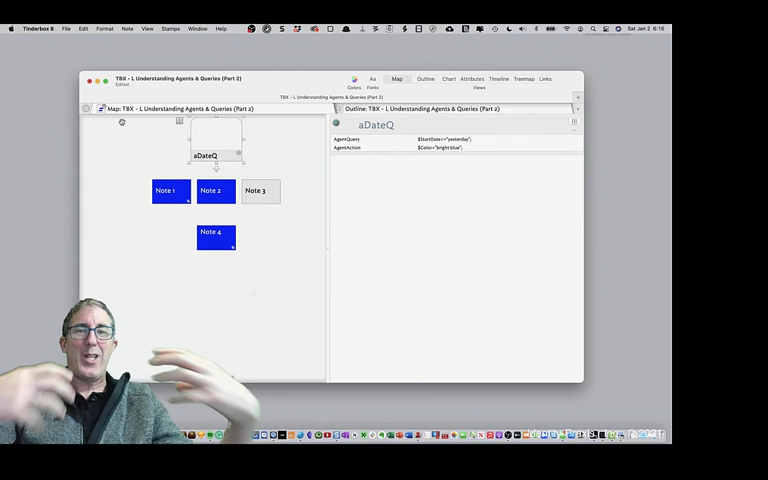 Tinderbox 8 File Edit Note View Stamps Window Help Sat Jan 2 6:16
TBX - L Understanding Agents & Queries (Part 2)
Edited
Colors Fonts
Map Outline Chart Attributes Timeline Treemap Links
Views
TBX - L Understanding Agents & Queries (Part 2)
Map: TBX - L Understanding Agents & Queries (Part 2)
Outline: TBX - L Understanding Agents & Queries (Part 2)
aDateQ
aDateQ
AgentQuery $StartDate<="yesterday";
AgentAction $Color="bright blue";
Note 1 Note 2 Note 3
Note 4